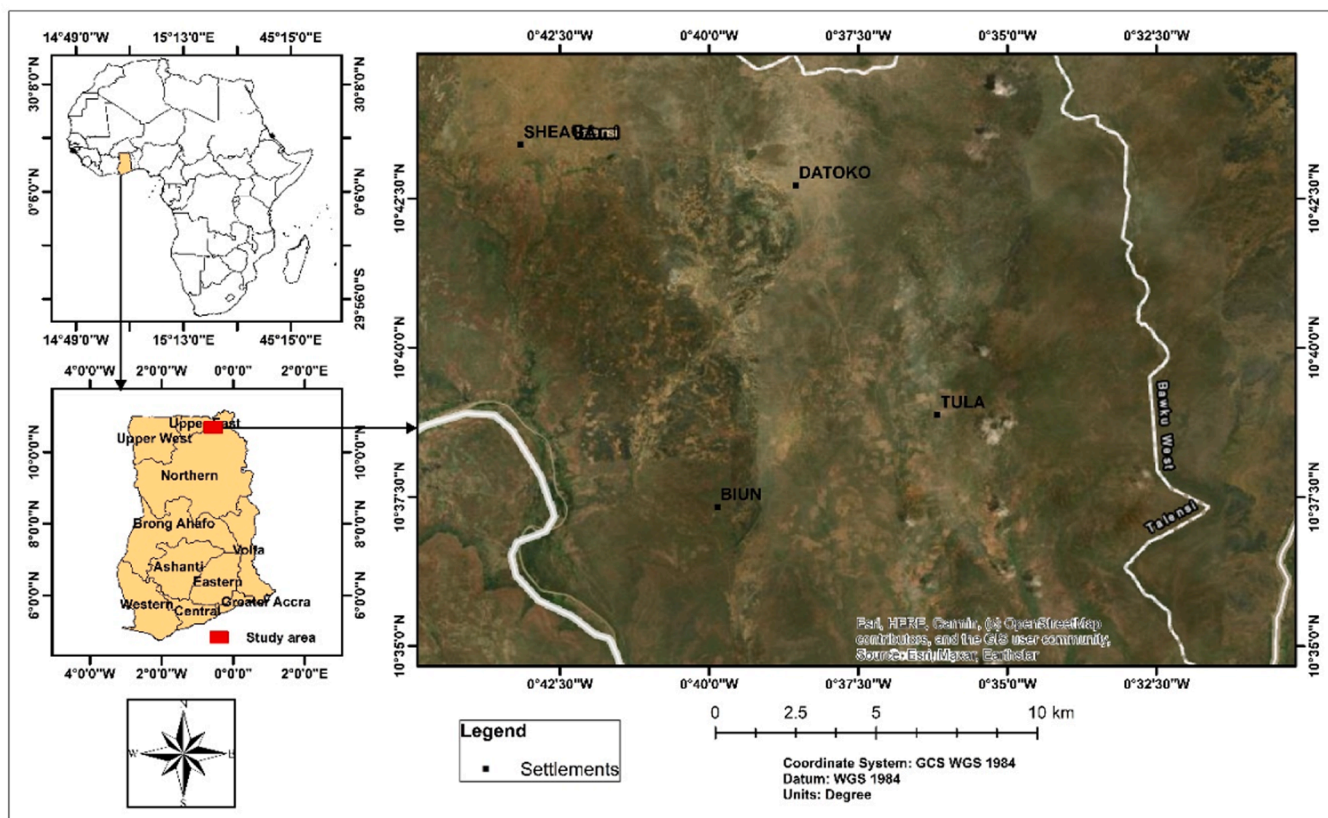 14°49'0"W 15°13'0"E 45°15'0"E
30°8'0"N
0°6'0"N
29°56'0"S
30°8'0"N
0°6'0"N
14°49'0"W 15°13'0"E 45°15'0"E
4°0'0"W 2°0'0"W 0°0'0" 2°0'0"E
10°0'0"N
8°0'0"N
6°0'0"N
Upper East
Upper West
Northern
Brong Ahafo
Volta
Ashanti
Eastern
Western
Greater Accra
Central
Study area
10°0'0"N
8°0'0"N
6°0'0"N
4°0'0"W 2°0'0"W 0°0'0" 2°0'0"E
N
W E
S
0°42'30"W 0°40'0"W 0°37'30"W 0°35'0"W 0°32'30"W
10°42'30"N
10°40'0"N
10°37'30"N
10°35'0"N
SHEAGA
DATOKO
TULA
BIUN
Bawku West
Talensi
Esri, HERE, Garmin, (c) OpenStreetMap
contributors, and the GIS user community,
Source: Esri, Maxar, Earthstar
10°42'30"N
10°40'0"N
10°37'30"N
10°35'0"N
0°42'30"W 0°40'0"W 0°37'30"W 0°35'0"W 0°32'30"W
Legend
Settlements
0 2.5 5 10 km
Coordinate System: GCS WGS 1984
Datum: WGS 1984
Units: Degree